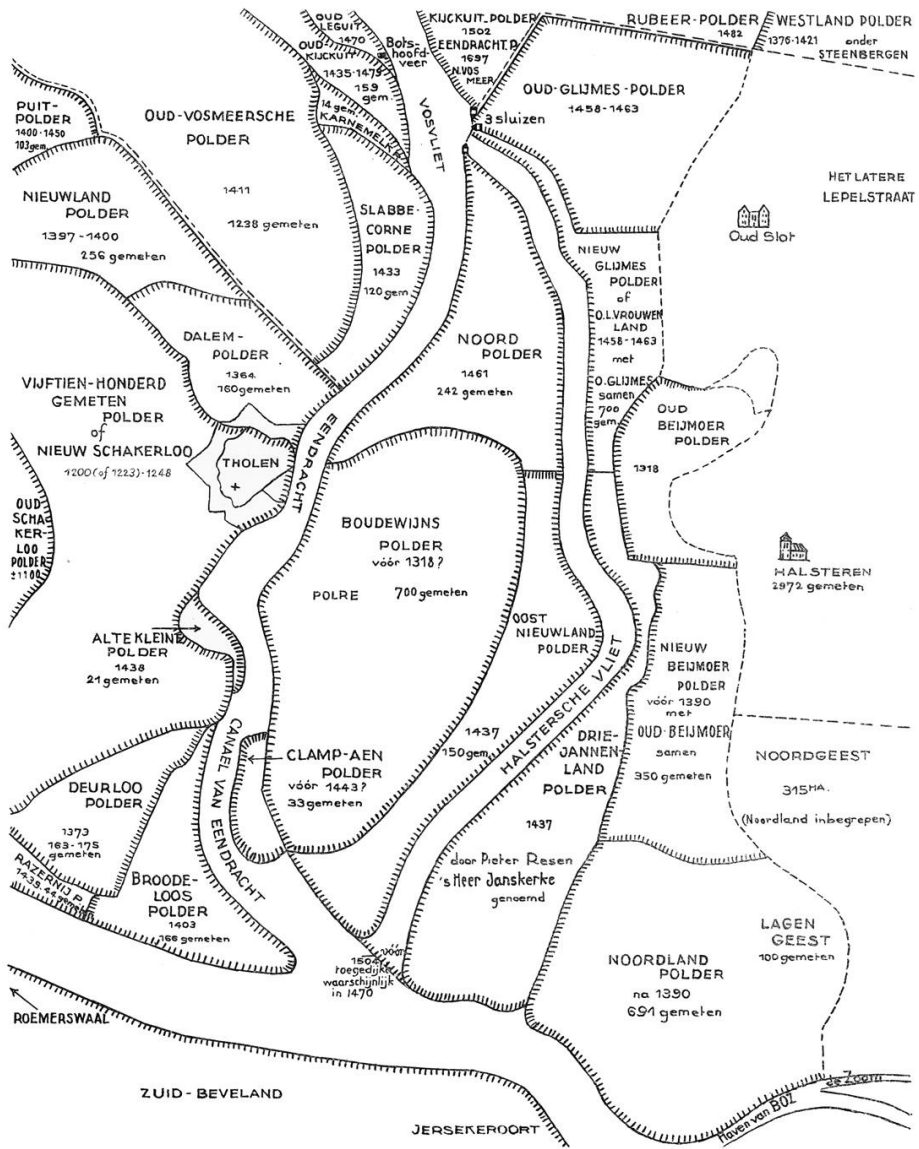 OUD
LEGUIT
1470
OUD
KIJCKUIT
1435-1479
159
gem.
14 gem.
KARNEMELK P.
Bots-
hoofd-
veer
KIJCKUIT-POLDER
1502
EENDRACHT P.
1697
N.VOS
MEER
RUBEER-POLDER
1482
WESTLAND POLDER
1376-1421
onder
STEENBERGEN
PUIT-
POLDER
1400-1450
103 gem.
OUD-VOSMEERSCHE
POLDER
1411
1238 gemeten
VOSVLIET
3 sluizen
OUD-GLIJMES-POLDER
1458-1463
HET LATERE
LEPELSTRAAT
Oud Slot
NIEUWLAND
POLDER
1397-1400
256 gemeten
SLABBE-
CORNE
POLDER
1433
120 gem.
NIEUW
GLIJMES
POLDER
of
O.L.VROUWEN
LAND
1458-1463
met
O.GLIJMES
samen
700
gem.
DALEM-
POLDER
1364
160 gemeten
NOORD
POLDER
1461
242 gemeten
OUD
BEIJMOER
POLDER
1318
VIJFTIEN-HONDERD
GEMETEN
POLDER
of
NIEUW SCHAKERLOO
1200 (of 1223)-1248
THOLEN
EENDRACHT
OUD
SCHA-
KER-
LOO
POLDER
±1100
BOUDEWIJNS
POLDER
vóór 1318?
POLRE 700 gemeten
HALSTEREN
2972 gemeten
ALTEKLEINE
POLDER
1438
21 gemeten
OOST
NIEUWLAND
POLDER
1437
150 gem.
HALSTERSCHE VLIET
NIEUW
BEIJMOER
POLDER
vóór 1390
met
OUD-BEIJMOER
samen
350 gemeten
CANAEL VAN EENDRACHT
CLAMP-AEN
POLDER
vóór 1443?
33 gemeten
DRIE-
JANNEN-
LAND
POLDER
1437
door Pieter Resen
's Heer Janskerke
genoemd
NOORDGEEST
315 HA.
(Noordland inbegrepen)
DEURLOO
POLDER
1373
163-175
gemeten
RAZERNIJ P.
1439-44 gemeten
BROODE-
LOOS
POLDER
1403
166 gemeten
vóór
1504
toegedijkt
waarschijnlijk
in 1470
LAGEN
GEEST
100 gemeten
NOORDLAND
POLDER
na 1390
691 gemeten
ROEMERSWAAL
ZUID-BEVELAND
JERSEKEROORT
Haven van BOZ
de Zoom